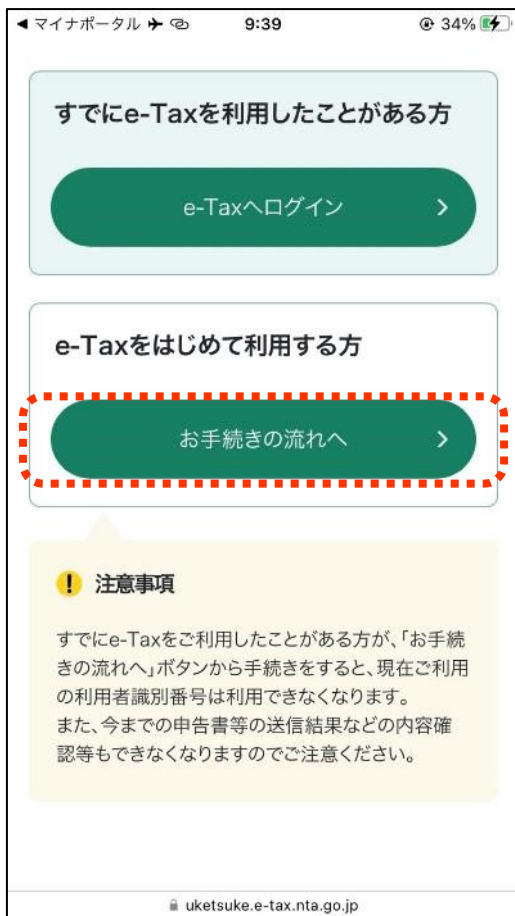 ◀マイナポータル 9:39 34%
すでにe-Taxを利用したことがある方
e-Taxへログイン
e-Taxをはじめて利用する方
お手続きの流れへ
! 注意事項
すでにe-Taxをご利用したことがある方が、「お手続
きの流れへ」ボタンから手続きをすると、現在ご利用
の利用者識別番号は利用できなくなります。
また、今までの申告書等の送信結果などの内容確
認等もできなくなりますのでご注意ください。
uketsuke.e-tax.nta.go.jp